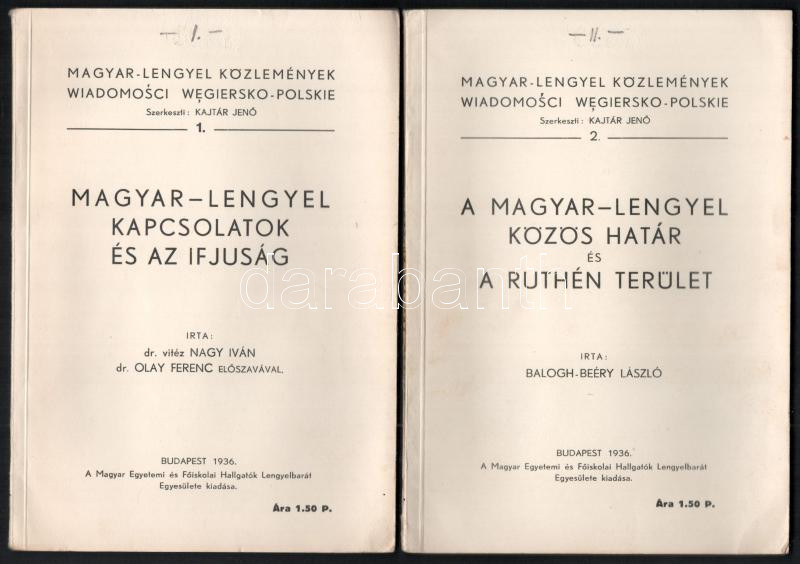 - I. -
MAGYAR-LENGYEL KÖZLEMÉNYEK
WIADOMOŚCI WĘGIERSKO-POLSKIE
Szerkeszti: KAJTÁR JENŐ
1.
MAGYAR–LENGYEL
KAPCSOLATOK
ÉS AZ IFJUSÁG
IRTA:
dr. vitéz NAGY IVÁN
dr. OLAY FERENC ELŐSZAVÁVAL.
BUDAPEST 1936.
A Magyar Egyetemi és Főiskolai Hallgatók Lengyelbarát
Egyesülete kiadása.
Ára 1.50 P.
- II. -
MAGYAR-LENGYEL KÖZLEMÉNYEK
WIADOMOŚCI WĘGIERSKO-POLSKIE
Szerkeszti: KAJTÁR JENŐ
2.
A MAGYAR–LENGYEL
KÖZÖS HATÁR
ÉS
A RUTHÉN TERÜLET
IRTA:
BALOGH-BEÉRY LÁSZLÓ
BUDAPEST 1936.
A Magyar Egyetemi és Főiskolai Hallgatók Lengyelbarát
Egyesülete kiadása.
Ára 1.50 P.
darabanth